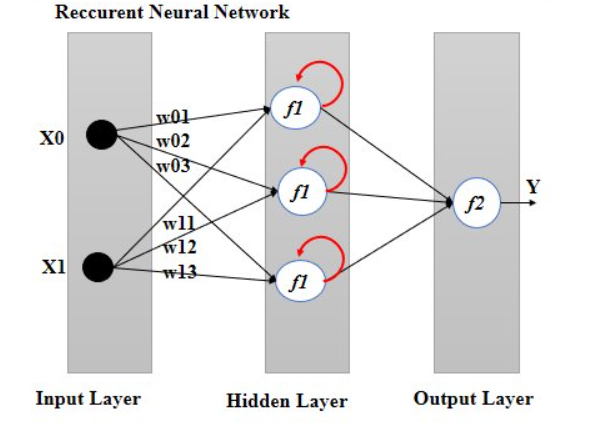 Reccurent Neural Network
X0
w01
w02
w03
f1
f1
f2
Y
X1
w11
w12
w13
f1
Input Layer
Hidden Layer
Output Layer